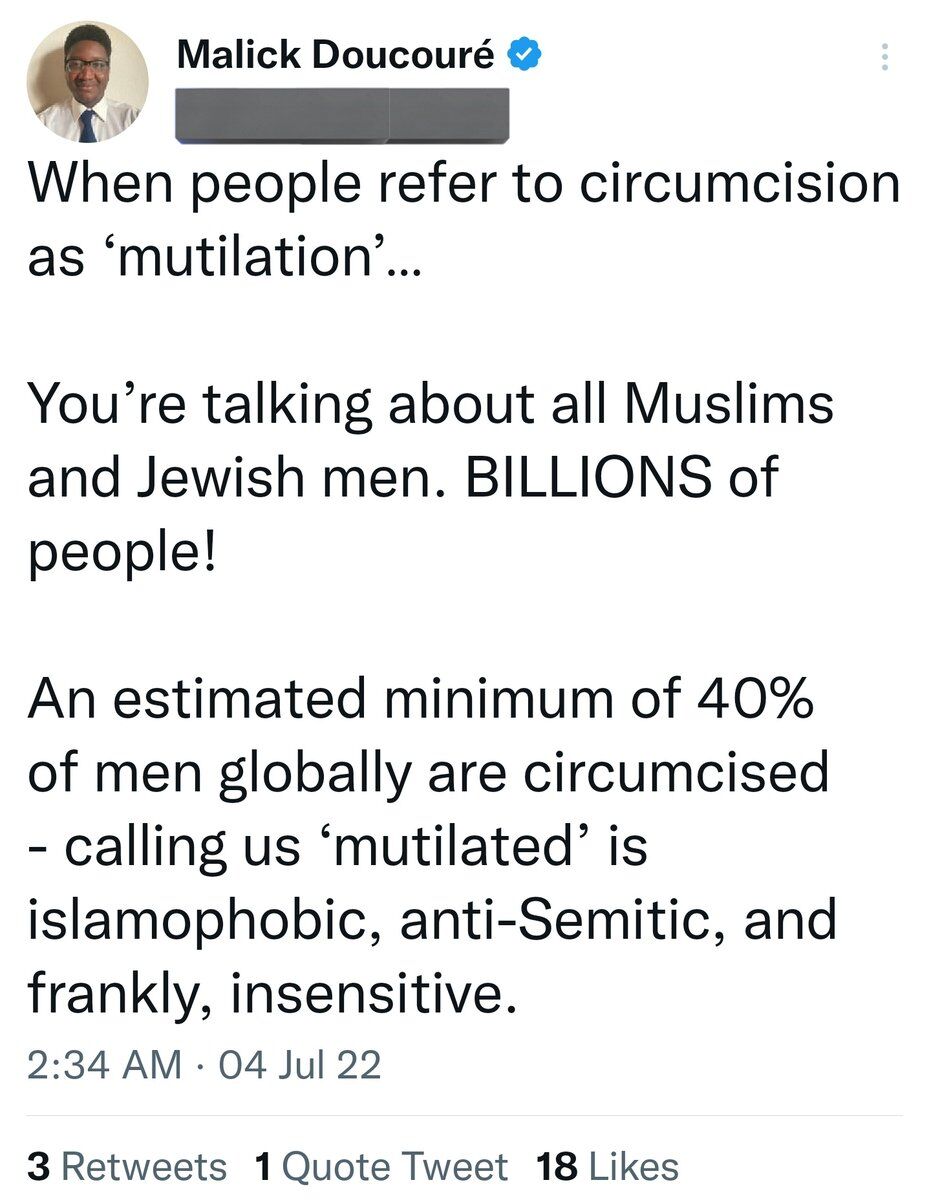 Malick Doucouré
When people refer to circumcision
as ‘mutilation’...
You’re talking about all Muslims
and Jewish men. BILLIONS of
people!
An estimated minimum of 40%
of men globally are circumcised
- calling us ‘mutilated’ is
islamophobic, anti-Semitic, and
frankly, insensitive.
2:34 AM · 04 Jul 22
3 Retweets 1 Quote Tweet 18 Likes